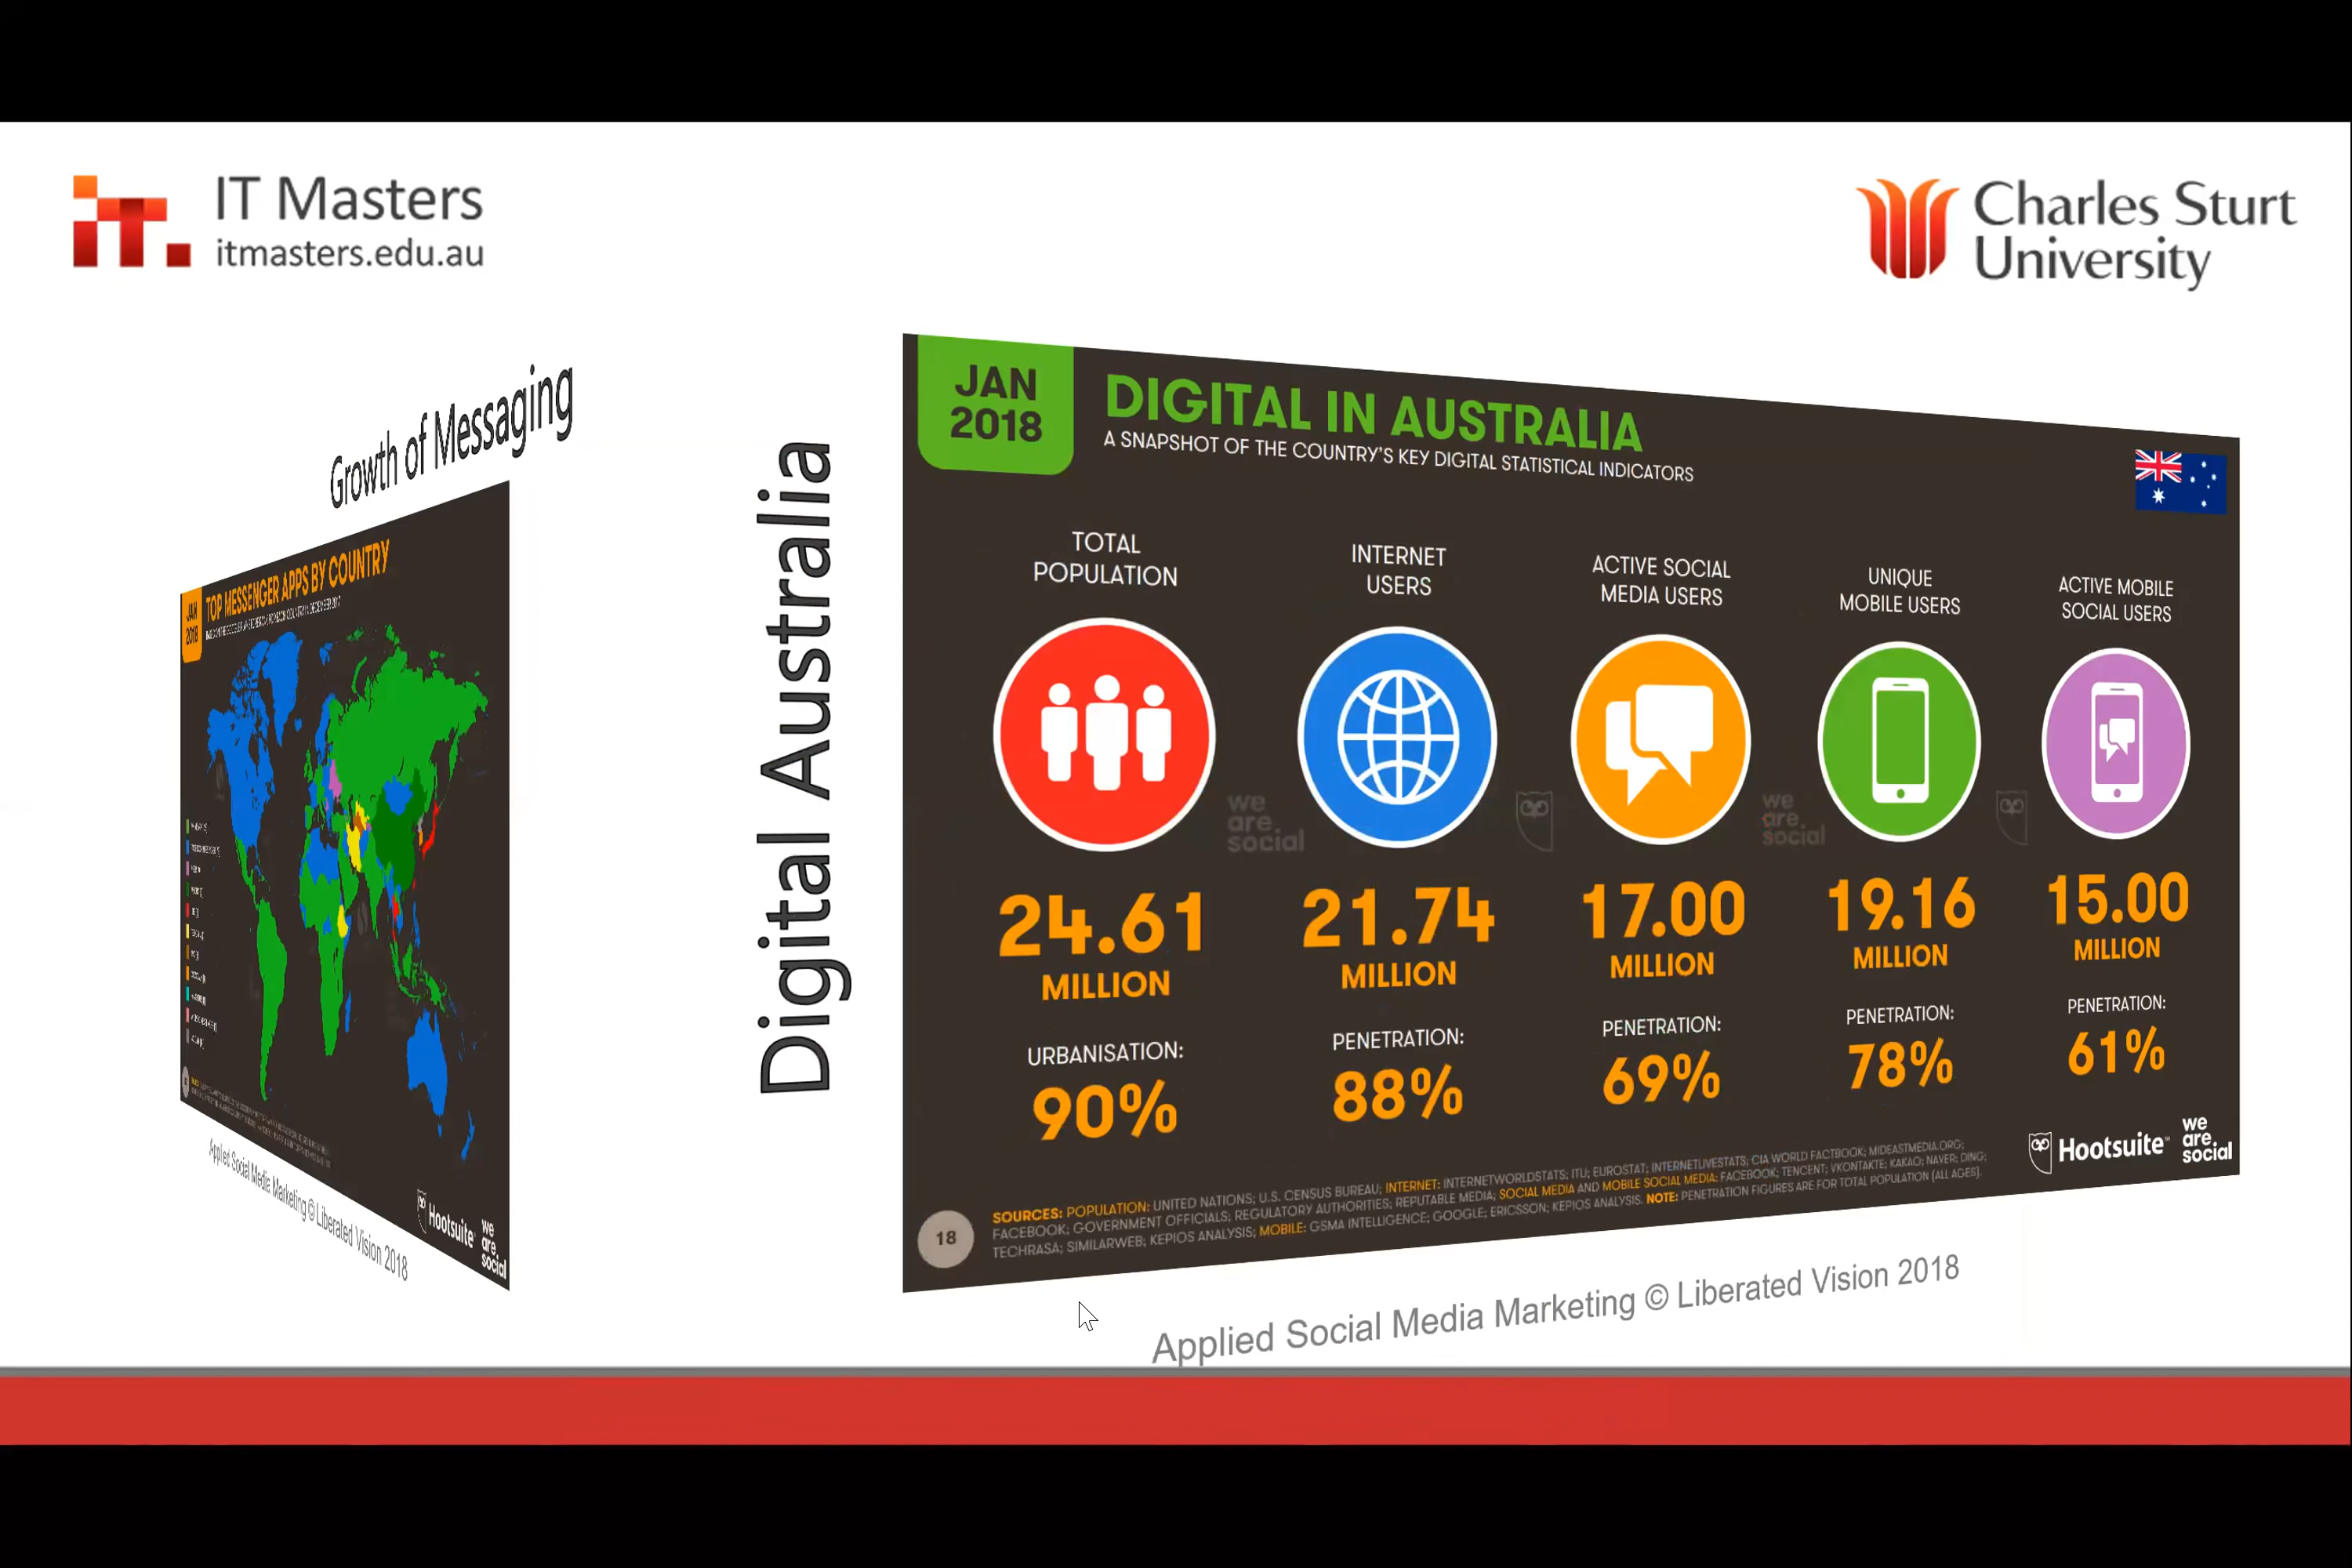 IT Masters
itmasters.edu.au
Charles Sturt
University
Growth of Messaging
JAN
2018
TOP MESSENGER APPS BY COUNTRY
Hootsuite
we
are
social
Applied Social Media Marketing © Liberated Vision 2018
Digital Australia
JAN
2018
DIGITAL IN AUSTRALIA
A SNAPSHOT OF THE COUNTRY'S KEY DIGITAL STATISTICAL INDICATORS
TOTAL
POPULATION
24.61
MILLION
URBANISATION:
90%
INTERNET
USERS
21.74
MILLION
PENETRATION:
88%
ACTIVE SOCIAL
MEDIA USERS
17.00
MILLION
PENETRATION:
69%
UNIQUE
MOBILE USERS
19.16
MILLION
PENETRATION:
78%
ACTIVE MOBILE
SOCIAL USERS
15.00
MILLION
PENETRATION:
61%
we
are
social
we
are
social
18
SOURCES: POPULATION: UNITED NATIONS; U.S. CENSUS BUREAU; INTERNET: INTERNETWORLDSTATS; ITU; EUROSTAT; INTERNETLIVESTATS; CIA WORLD FACTBOOK; MIDEASTMEDIA.ORG;
FACEBOOK; GOVERNMENT OFFICIALS; REGULATORY AUTHORITIES; REPUTABLE MEDIA; SOCIAL MEDIA AND MOBILE SOCIAL MEDIA: FACEBOOK; TENCENT; VKONTAKTE; KAKAO; NAVER; DING;
TECHRASA; SIMILARWEB; KEPIOS ANALYSIS; MOBILE: GSMA INTELLIGENCE; GOOGLE; ERICSSON; KEPIOS ANALYSIS. NOTE: PENETRATION FIGURES ARE FOR TOTAL POPULATION (ALL AGES).
Hootsuite™
we
are
social
Applied Social Media Marketing © Liberated Vision 2018